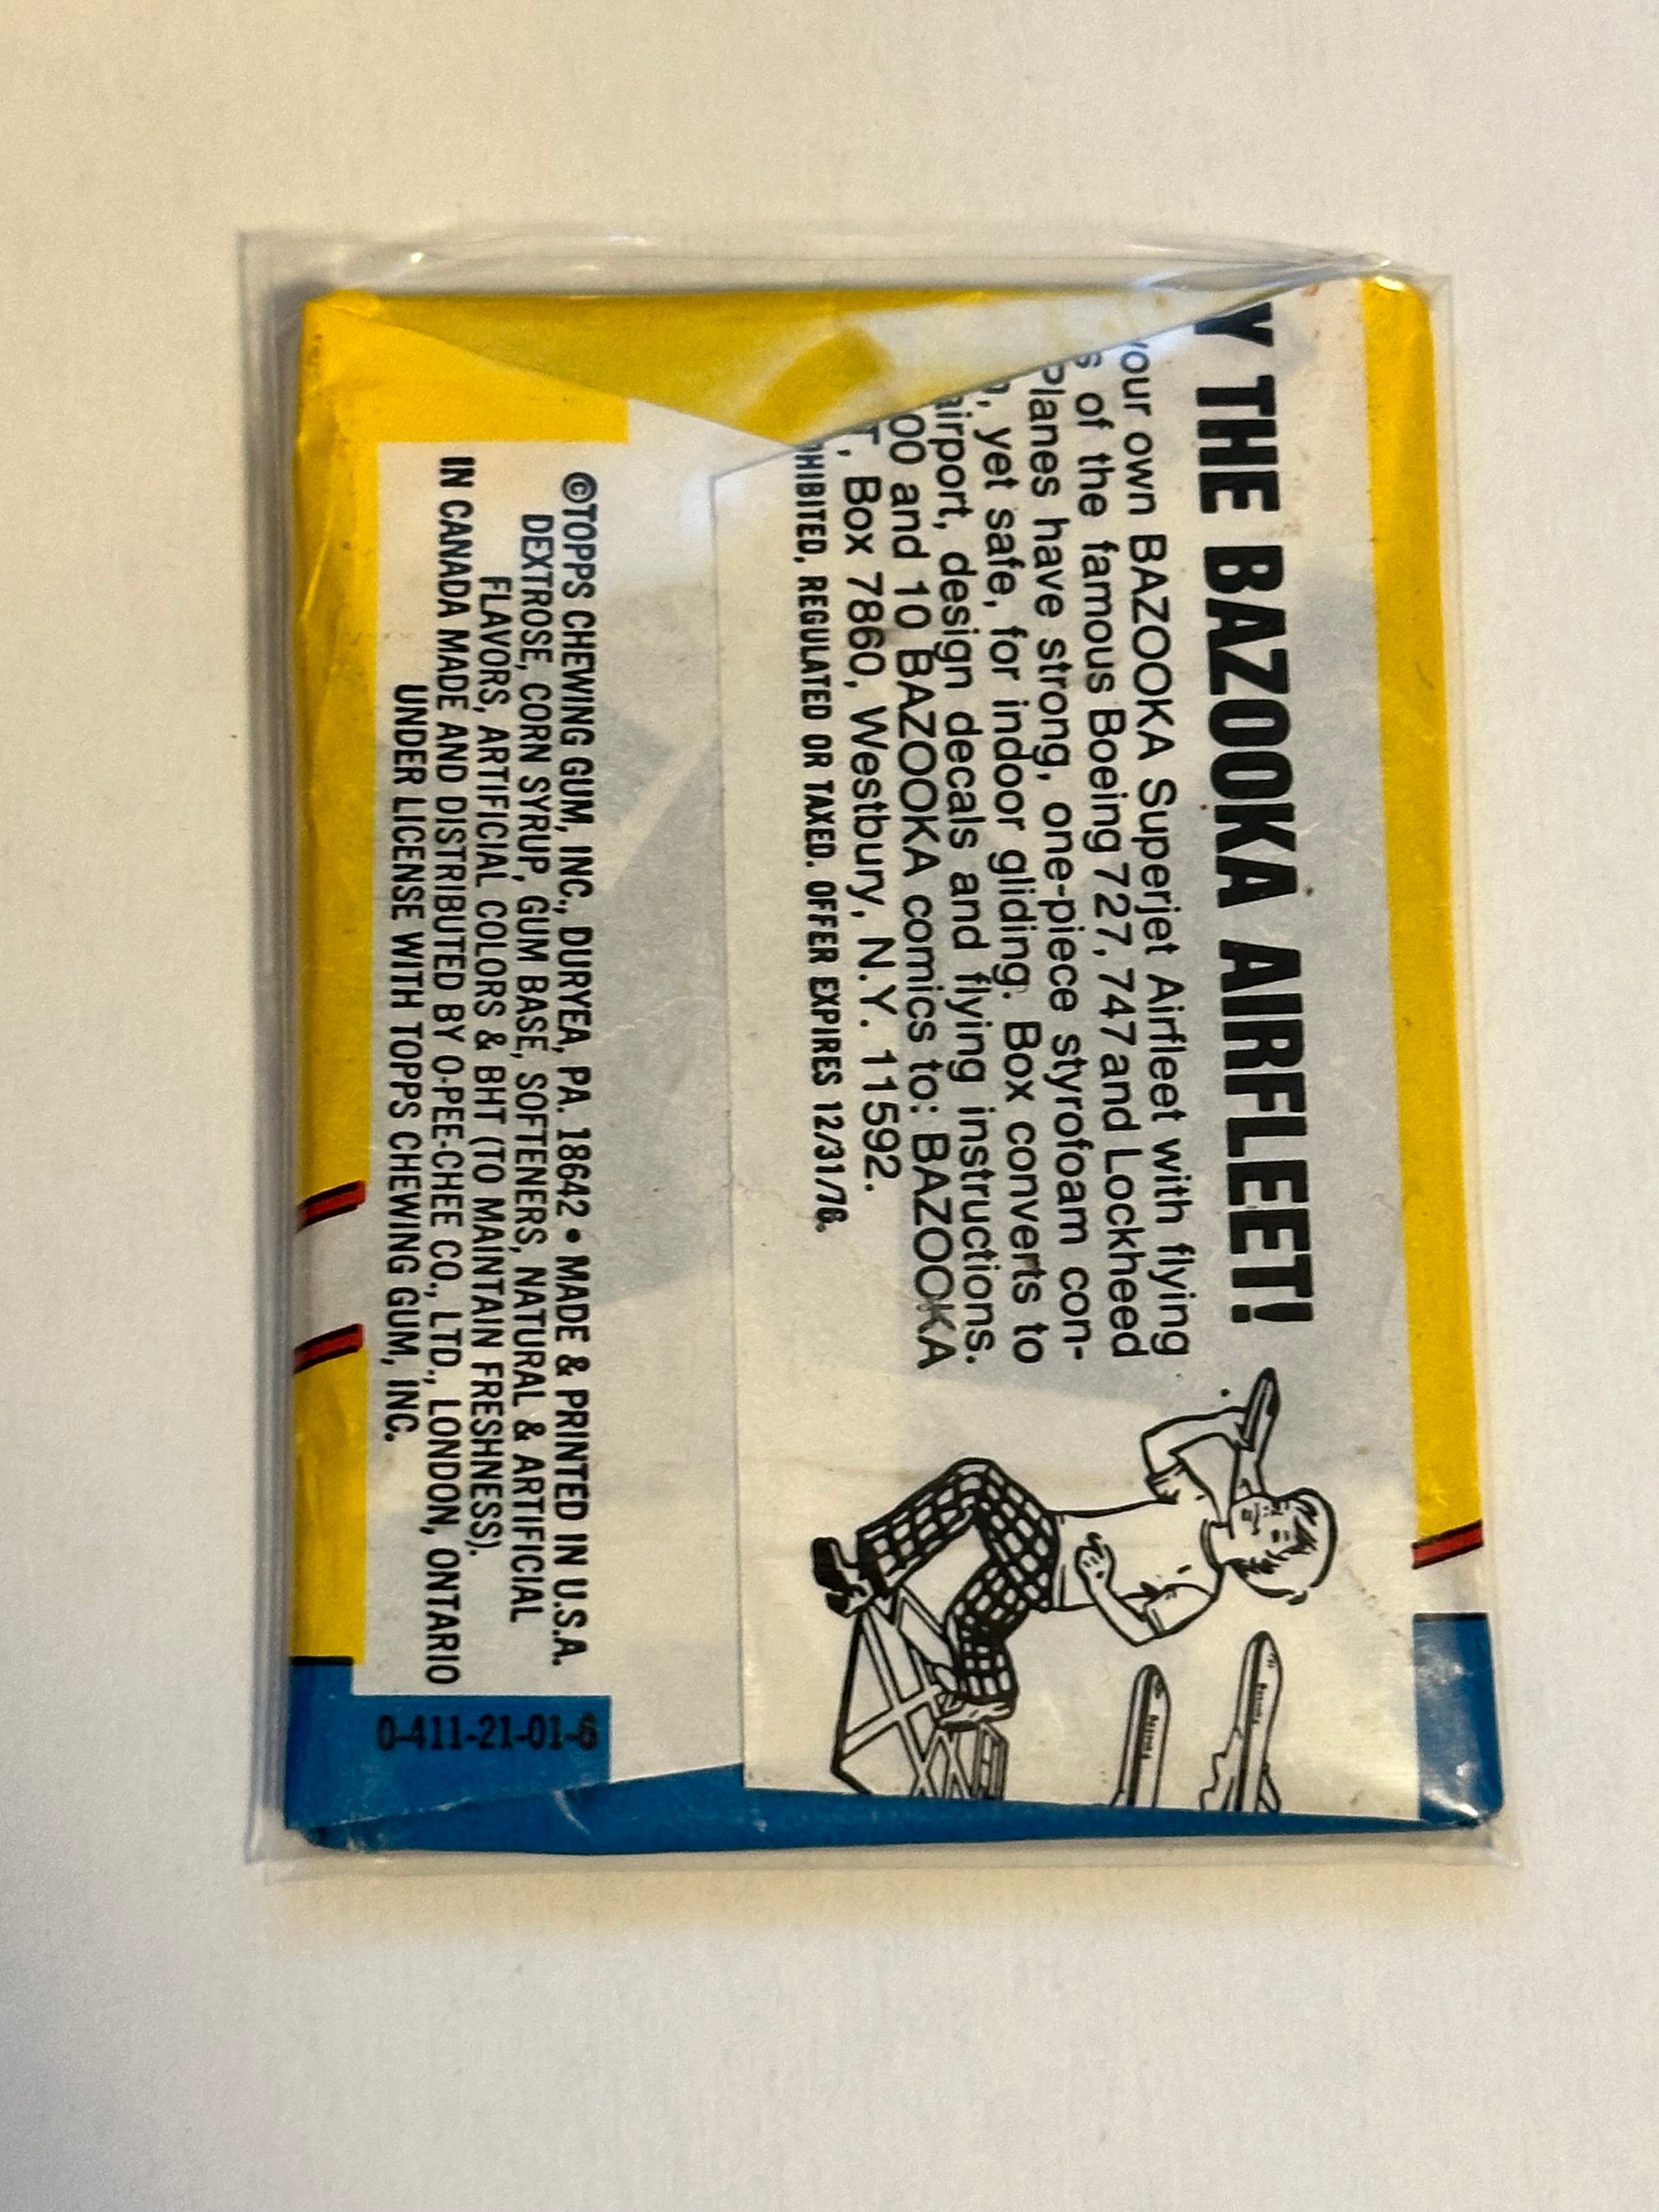 Y THE BAZOOKA AIRFLEET!
our own BAZOOKA Superjet Airfleet with flying
s of the famous Boeing 727, 747 and Lockheed
Planes have strong, one-piece styrofoam con-
, yet safe, for indoor gliding. Box converts to
airport, design decals and flying instructions.
00 and 10 BAZOOKA comics to: BAZOOKA
T, Box 7860, Westbury, N.Y. 11592.
HIBITED, REGULATED OR TAXED. OFFER EXPIRES 12/31/78.
©TOPPS CHEWING GUM, INC., DURYEA, PA. 18642 • MADE & PRINTED IN U.S.A.
DEXTROSE, CORN SYRUP, GUM BASE, SOFTENERS, NATURAL & ARTIFICIAL
FLAVORS, ARTIFICIAL COLORS & BHT (TO MAINTAIN FRESHNESS).
IN CANADA MADE AND DISTRIBUTED BY O-PEE-CHEE CO., LTD., LONDON, ONTARIO
UNDER LICENSE WITH TOPPS CHEWING GUM, INC.
0-411-21-01-6